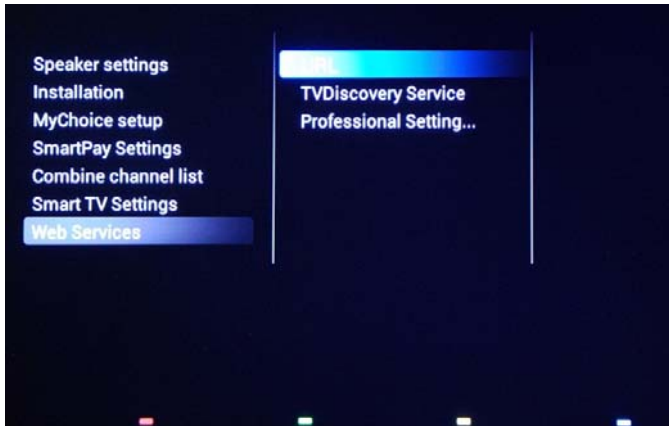 Speaker settings
Installation
MyChoice setup
SmartPay Settings
Combine channel list
Smart TV Settings
Web Services
URL
TVDiscovery Service
Professional Setting...